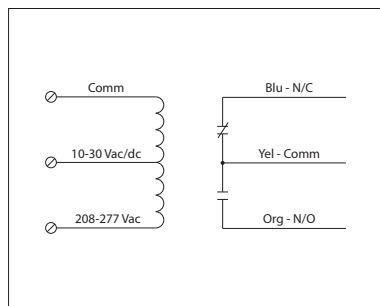 Comm
Blu - N/C
10-30 Vac/dc
Yel - Comm
208-277 Vac
Org - N/O